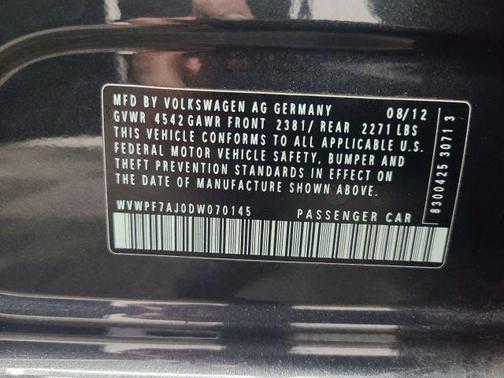 MFD BY VOLKSWAGEN AG GERMANY 08/12
GVWR 4542 GAWR FRONT 2381/ REAR 2271 LBS
THIS VEHICLE CONFORMS TO ALL APPLICABLE U.S.
FEDERAL MOTOR VEHICLE SAFETY, BUMPER AND
THEFT PREVENTION STANDARDS IN EFFECT ON
THE DATE OF MANUFACTURE SHOWN ABOVE.
WVWPF7AJ0DW070145 PASSENGER CAR
8300425 3071 3